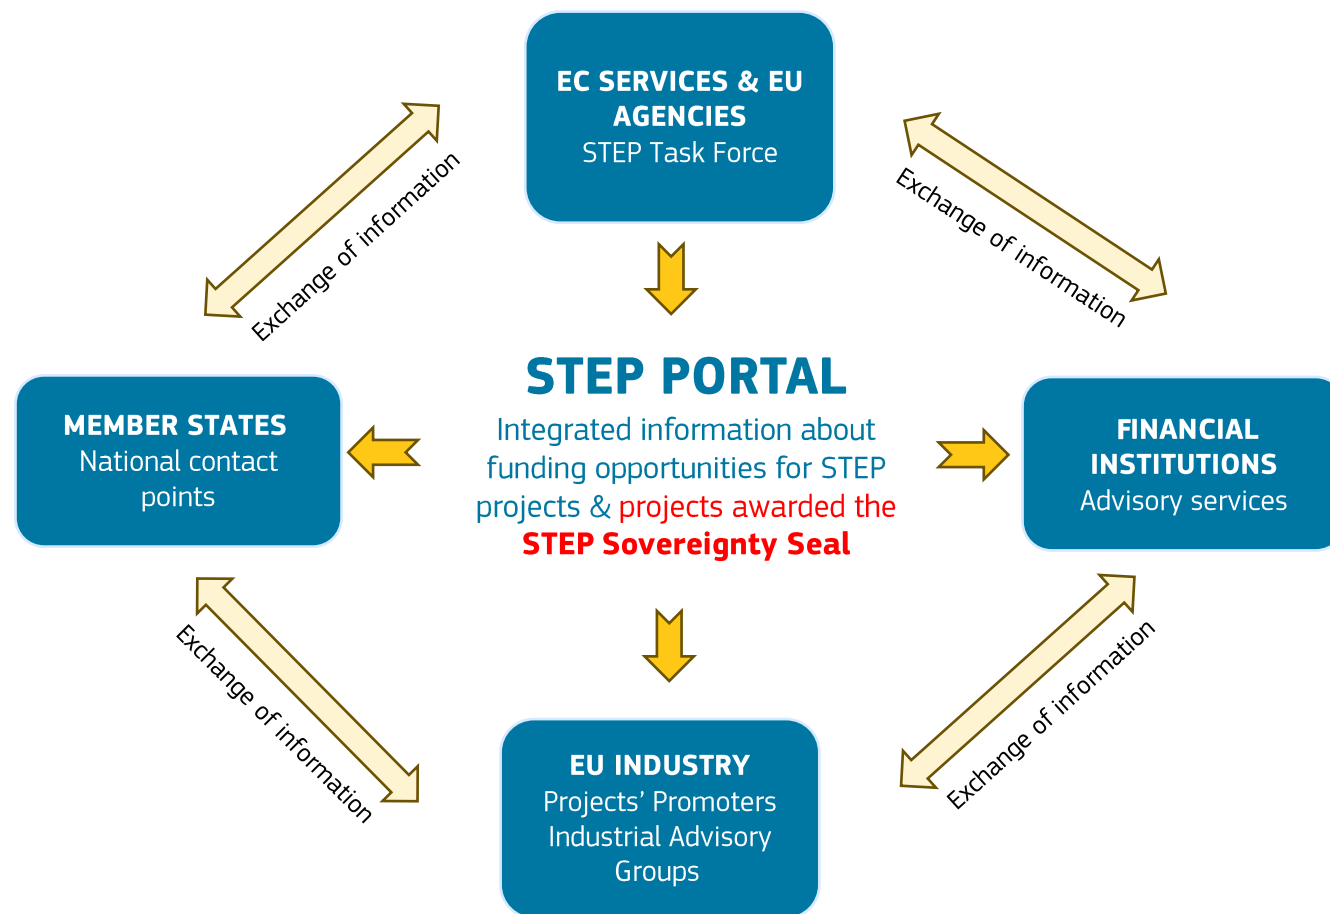 EC SERVICES & EU
AGENCIES
STEP Task Force
Exchange of information
Exchange of information
STEP PORTAL
Integrated information about
funding opportunities for STEP
projects & projects awarded the
STEP Sovereignty Seal
MEMBER STATES
National contact
points
FINANCIAL
INSTITUTIONS
Advisory services
Exchange of information
Exchange of information
EU INDUSTRY
Projects’ Promoters
Industrial Advisory
Groups